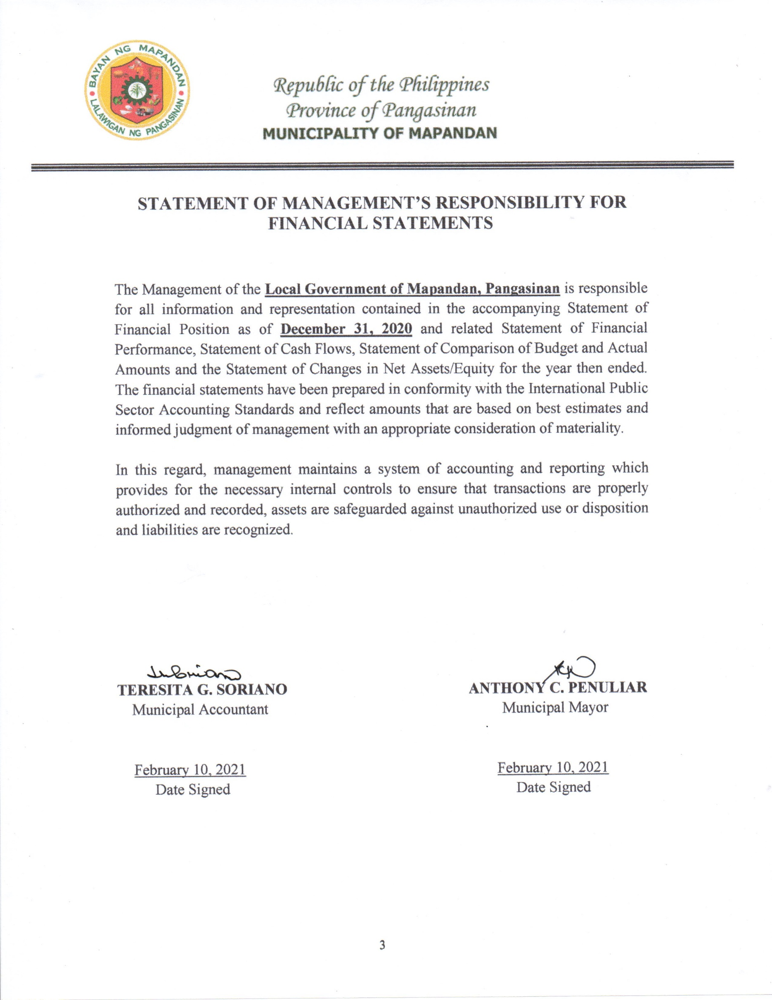 BAYAN NG MAPANDAN
LALAWIGAN NG PANGASINAN
Republic of the Philippines
Province of Pangasinan
MUNICIPALITY OF MAPANDAN
STATEMENT OF MANAGEMENT'S RESPONSIBILITY FOR
FINANCIAL STATEMENTS
The Management of the Local Government of Mapandan, Pangasinan is responsible
for all information and representation contained in the accompanying Statement of
Financial Position as of December 31, 2020 and related Statement of Financial
Performance, Statement of Cash Flows, Statement of Comparison of Budget and Actual
Amounts and the Statement of Changes in Net Assets/Equity for the year then ended.
The financial statements have been prepared in conformity with the International Public
Sector Accounting Standards and reflect amounts that are based on best estimates and
informed judgment of management with an appropriate consideration of materiality.
In this regard, management maintains a system of accounting and reporting which
provides for the necessary internal controls to ensure that transactions are properly
authorized and recorded, assets are safeguarded against unauthorized use or disposition
and liabilities are recognized.
TERESITA G. SORIANO
Municipal Accountant
ANTHONY C. PENULIAR
Municipal Mayor
February 10, 2021
Date Signed
February 10, 2021
Date Signed
3